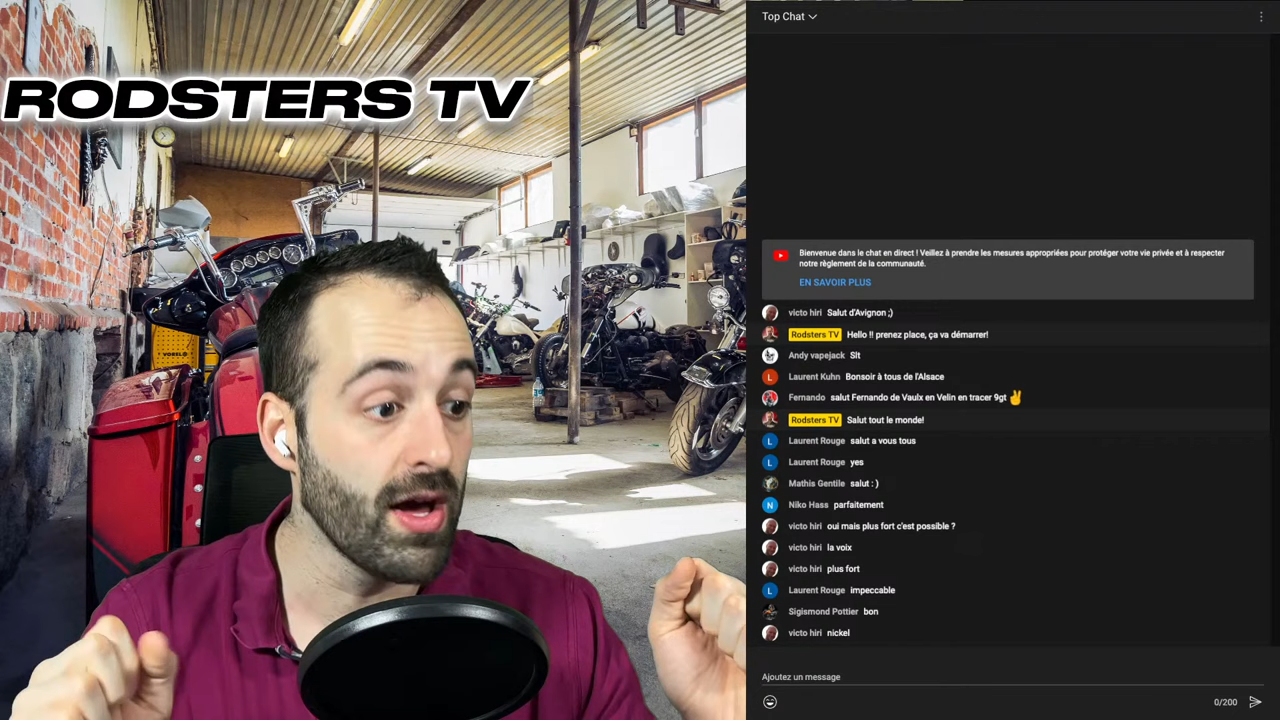 RODSTERS TV
Top Chat
Bienvenue dans le chat en direct ! Veillez à prendre les mesures appropriées pour protéger votre vie privée et à respecter
notre règlement de la communauté.
EN SAVOIR PLUS
victo hiri Salut d'Avignon ;)
Rodsters TV Hello !! prenez place, ça va démarrer!
Andy vapejack Slt
L Laurent Kuhn Bonsoir à tous de l'Alsace
Fernando salut Fernando de Vaulx en Velin en tracer 9gt ✌
Rodsters TV Salut tout le monde!
L Laurent Rouge salut a vous tous
L Laurent Rouge yes
Mathis Gentile salut : )
N Niko Hass parfaitement
victo hiri oui mais plus fort c'est possible ?
victo hiri la voix
victo hiri plus fort
L Laurent Rouge impeccable
Sigismond Pottier bon
victo hiri nickel
Ajoutez un message
0/200
VOREL